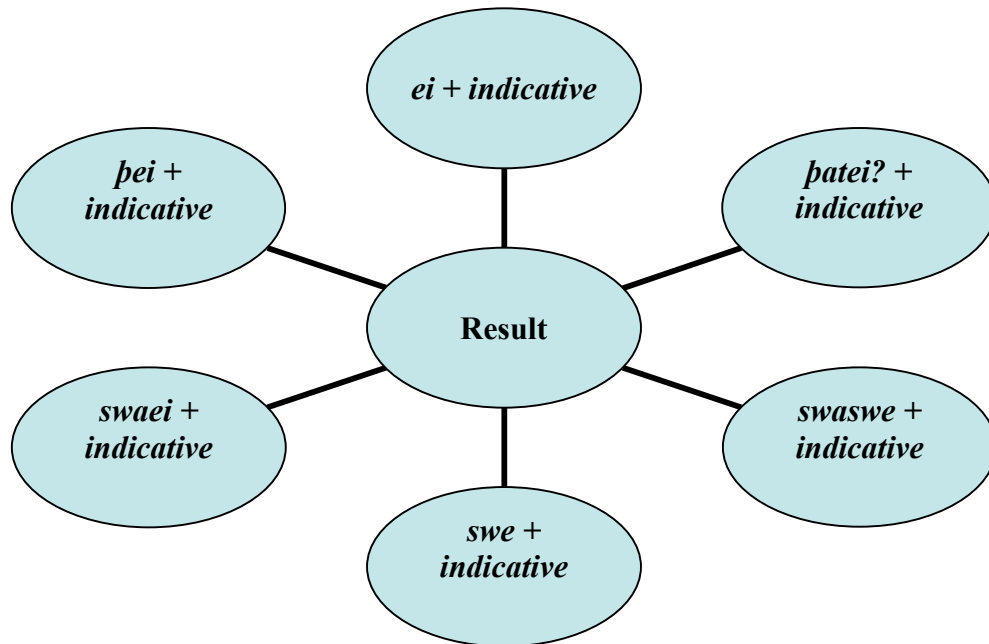 ei + indicative
þei +
indicative
þatei? +
indicative
Result
swaei +
indicative
swaswe +
indicative
swe +
indicative